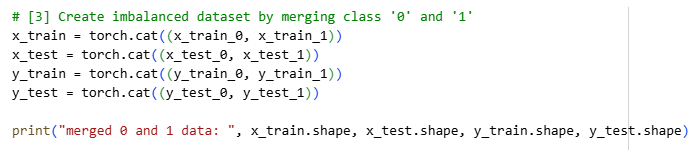 # [3] Create imbalanced dataset by merging class '0' and '1'
x_train = torch.cat((x_train_0, x_train_1))
x_test = torch.cat((x_test_0, x_test_1))
y_train = torch.cat((y_train_0, y_train_1))
y_test = torch.cat((y_test_0, y_test_1))
print("merged 0 and 1 data: ", x_train.shape, x_test.shape, y_train.shape, y_test.shape)